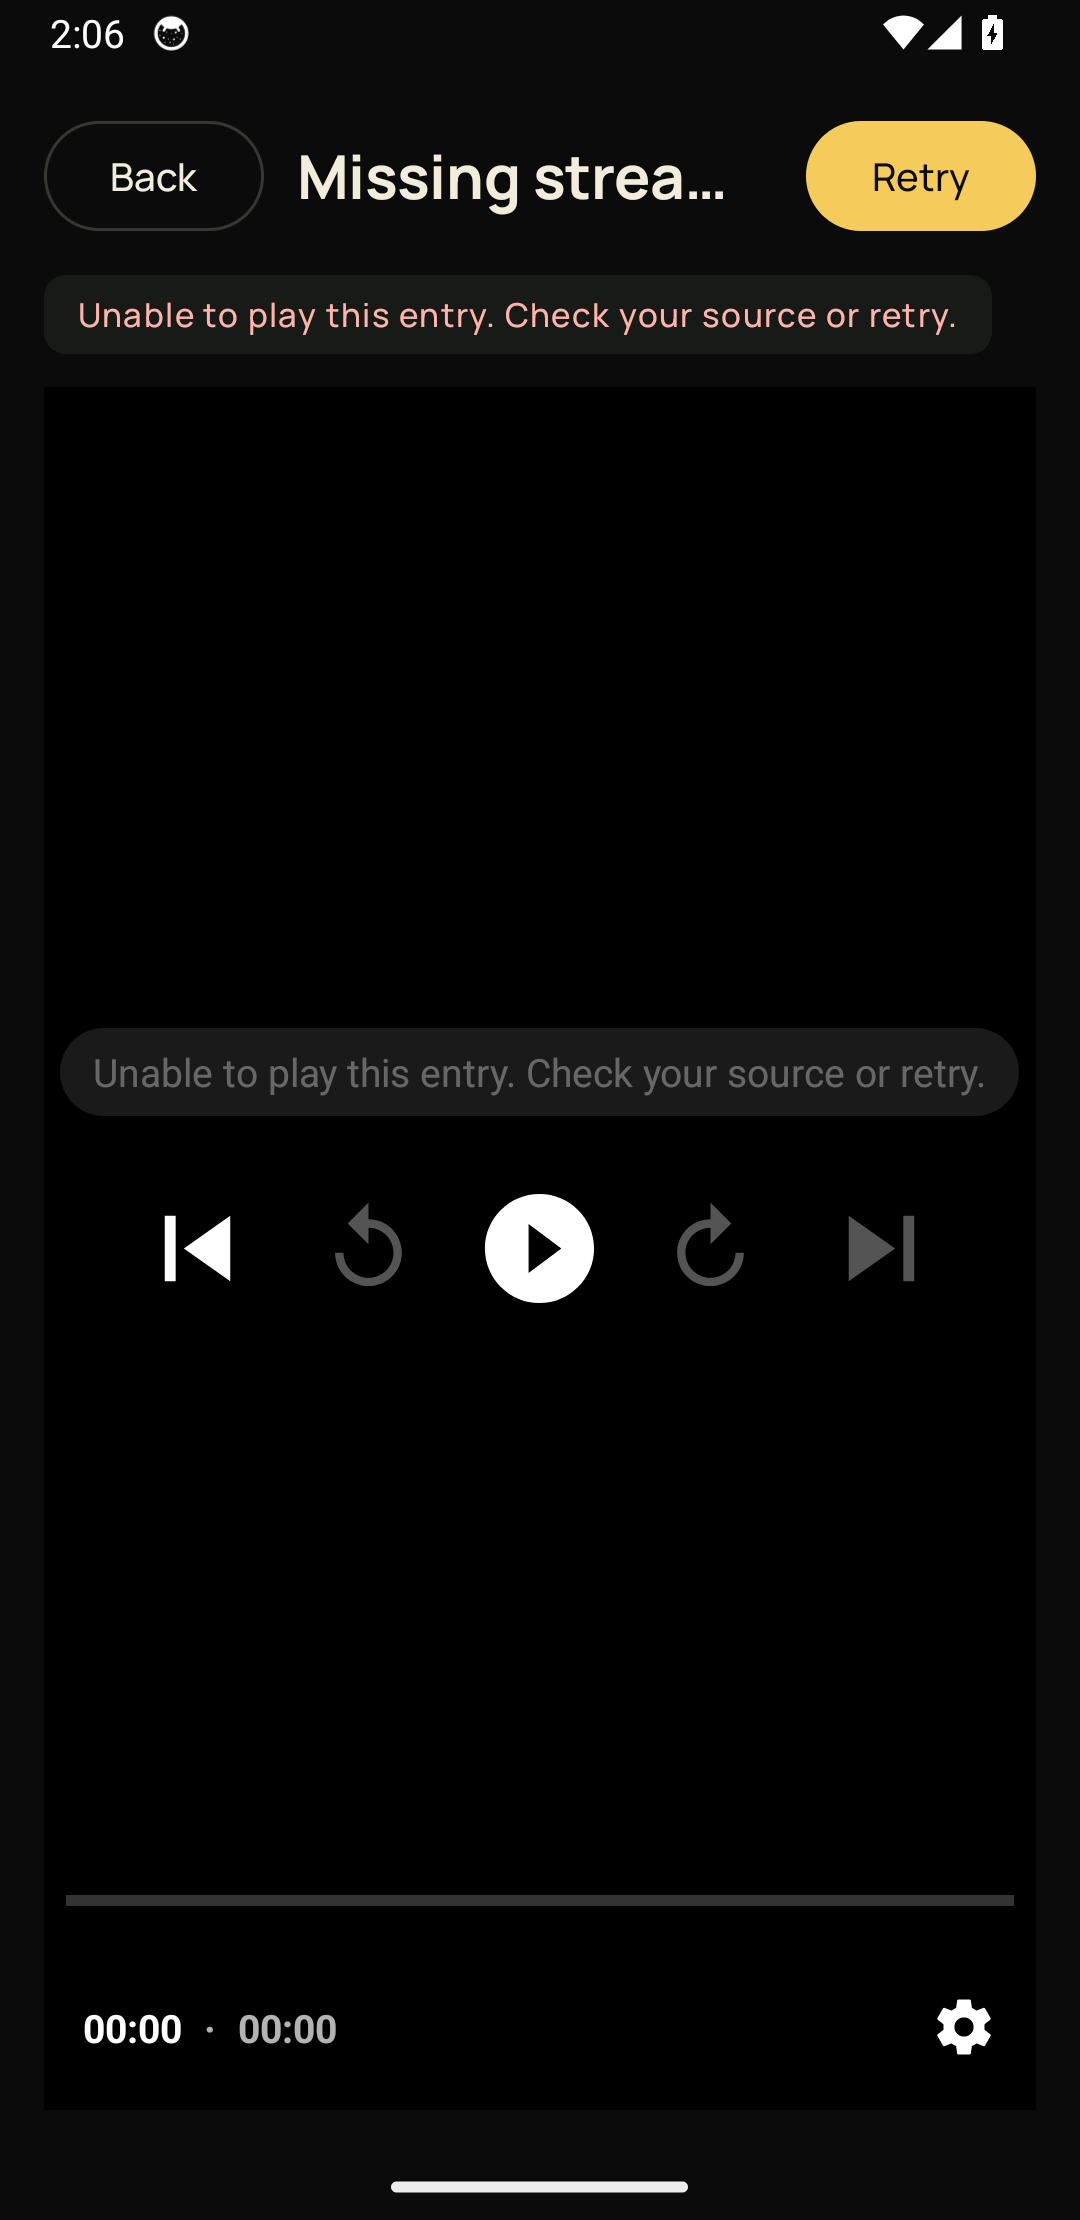 2:06
Back
Missing strea...
Retry
Unable to play this entry. Check your source or retry.
Unable to play this entry. Check your source or retry.
00:00 · 00:00